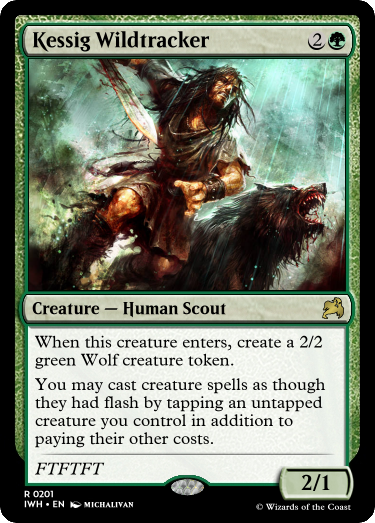 Kessig Wildtracker 2
Creature — Human Scout
When this creature enters, create a 2/2
green Wolf creature token.
You may cast creature spells as though
they had flash by tapping an untapped
creature you control in addition to
paying their other costs.
FTFTFT
2/1
R 0201
IWH • EN MICHALIVAN
© Wizards of the Coast